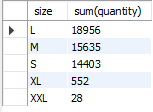 size sum(quantity)
L 18956
M 15635
S 14403
XL 552
XXL 28